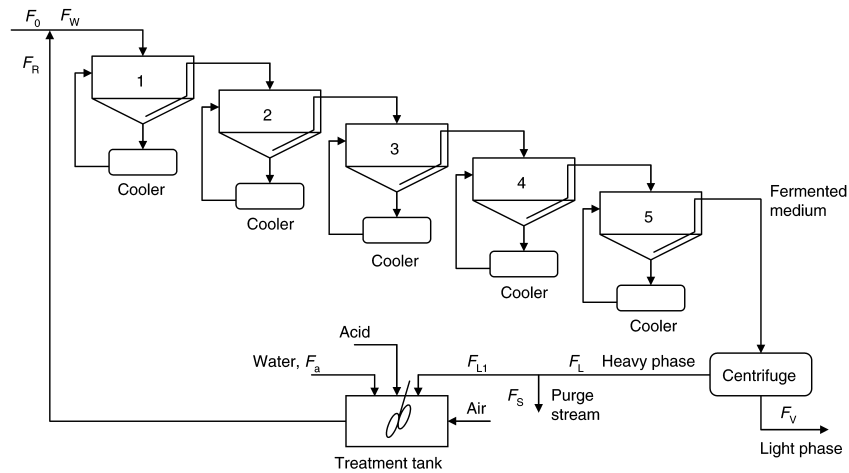 F0 FW
FR
1
Cooler
2
Cooler
3
Cooler
4
Cooler
5
Cooler
Fermented
medium
Acid
Water, Fa
FL1
FL
Heavy phase
FS
Purge
stream
Air
Treatment tank
Centrifuge
FV
Light phase